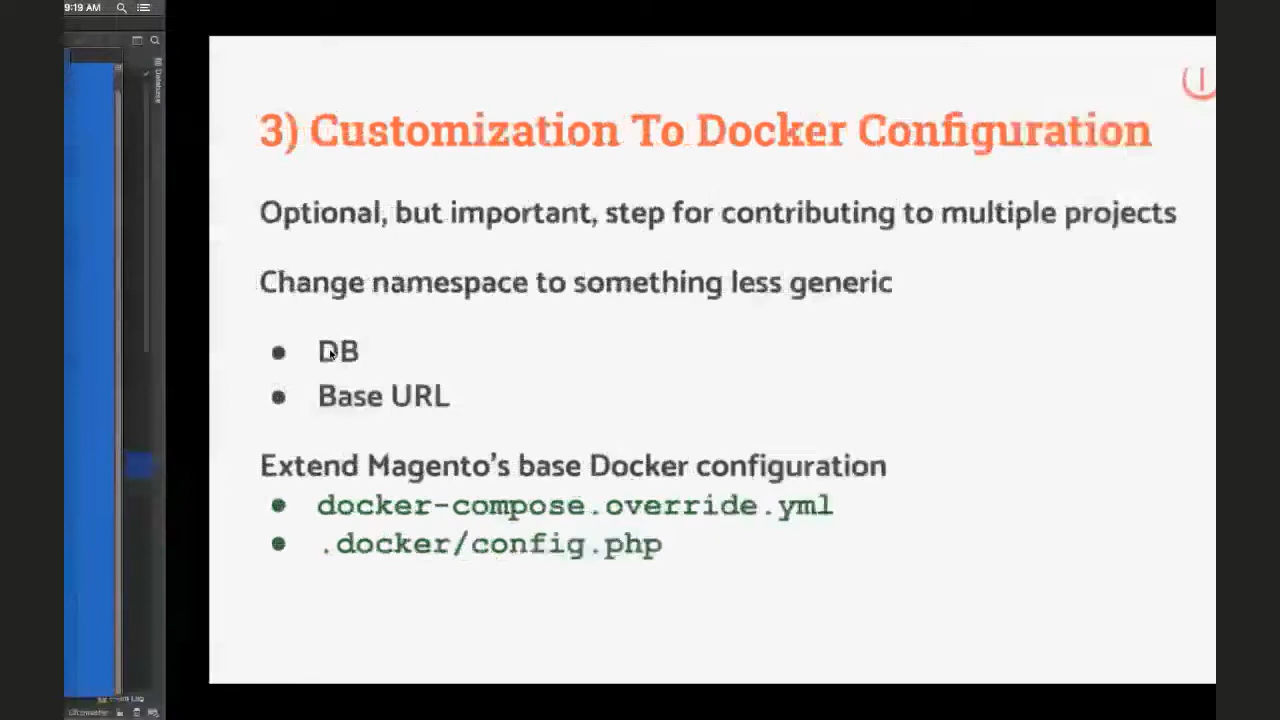 9:19 AM
Database
3) Customization To Docker Configuration
Optional, but important, step for contributing to multiple projects
Change namespace to something less generic
● DB
● Base URL
Extend Magento's base Docker configuration
● docker-compose.override.yml
● .docker/config.php